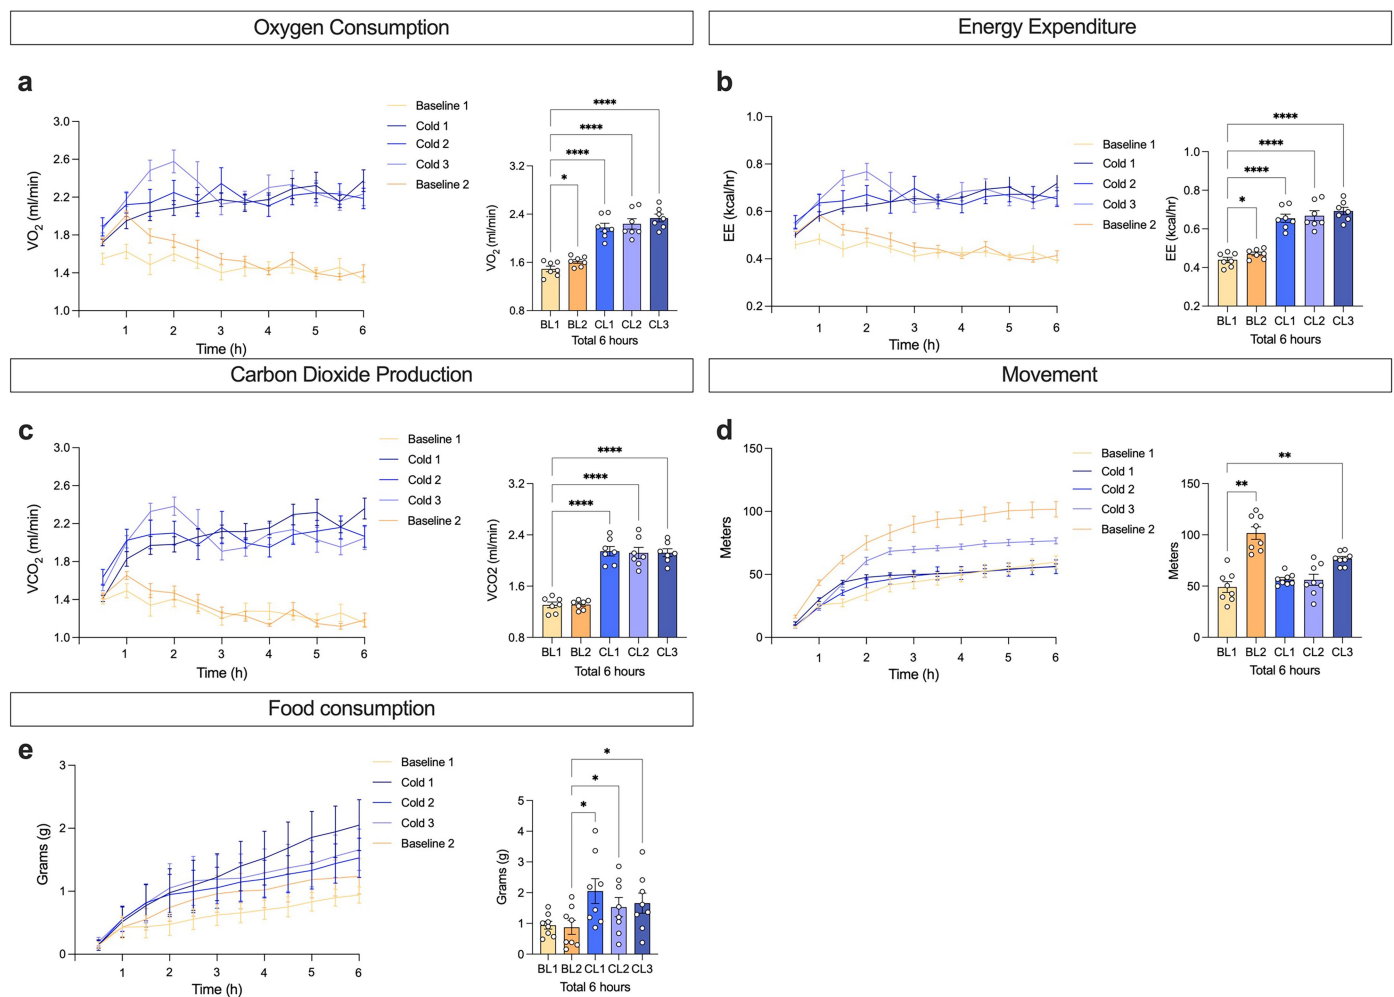 Oxygen Consumption
Energy Expenditure
a
3.0
2.6
2.2
1.8
1.4
1.0
VO2 (ml/min)
1 2 3 4 5 6
Time (h)
Baseline 1
Cold 1
Cold 2
Cold 3
Baseline 2
****
****
****
*
3.2
2.4
1.6
0.8
VO2 (ml/min)
BL1 BL2 CL1 CL2 CL3
Total 6 hours
b
1.0
0.8
0.6
0.4
0.2
EE (kcal/hr)
1 2 3 4 5 6
Time (h)
Baseline 1
Cold 1
Cold 2
Cold 3
Baseline 2
****
****
****
*
1.0
0.8
0.6
0.4
0.2
EE (kcal/hr)
BL1 BL2 CL1 CL2 CL3
Total 6 hours
Carbon Dioxide Production
Movement
c
3.0
2.6
2.2
1.8
1.4
1.0
VCO2 (ml/min)
1 2 3 4 5 6
Time (h)
Baseline 1
Cold 1
Cold 2
Cold 3
Baseline 2
****
****
****
3.2
2.4
1.6
0.8
VCO2 (ml/min)
BL1 BL2 CL1 CL2 CL3
Total 6 hours
d
150
100
50
0
Meters
1 2 3 4 5 6
Time (h)
Baseline 1
Cold 1
Cold 2
Cold 3
Baseline 2
**
**
150
100
50
0
Meters
BL1 BL2 CL1 CL2 CL3
Total 6 hours
Food consumption
e
3
2
1
0
Grams (g)
1 2 3 4 5 6
Time (h)
Baseline 1
Cold 1
Cold 2
Cold 3
Baseline 2
*
*
*
5
4
3
2
1
0
Grams (g)
BL1 BL2 CL1 CL2 CL3
Total 6 hours